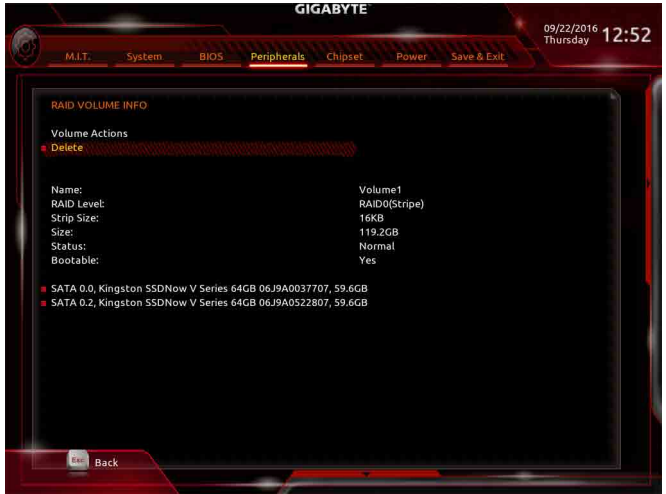 GIGABYTE
09/22/2016 12:52
Thursday
M.I.T. System BIOS Peripherals Chipset Power Save & Exit
RAID VOLUME INFO
Volume Actions
Delete
Name: Volume1
RAID Level: RAID0(Stripe)
Strip Size: 16KB
Size: 119.2GB
Status: Normal
Bootable: Yes
SATA 0.0, Kingston SSDNow V Series 64GB 06J9A0037707, 59.6GB
SATA 0.2, Kingston SSDNow V Series 64GB 06J9A0522807, 59.6GB
Esc Back